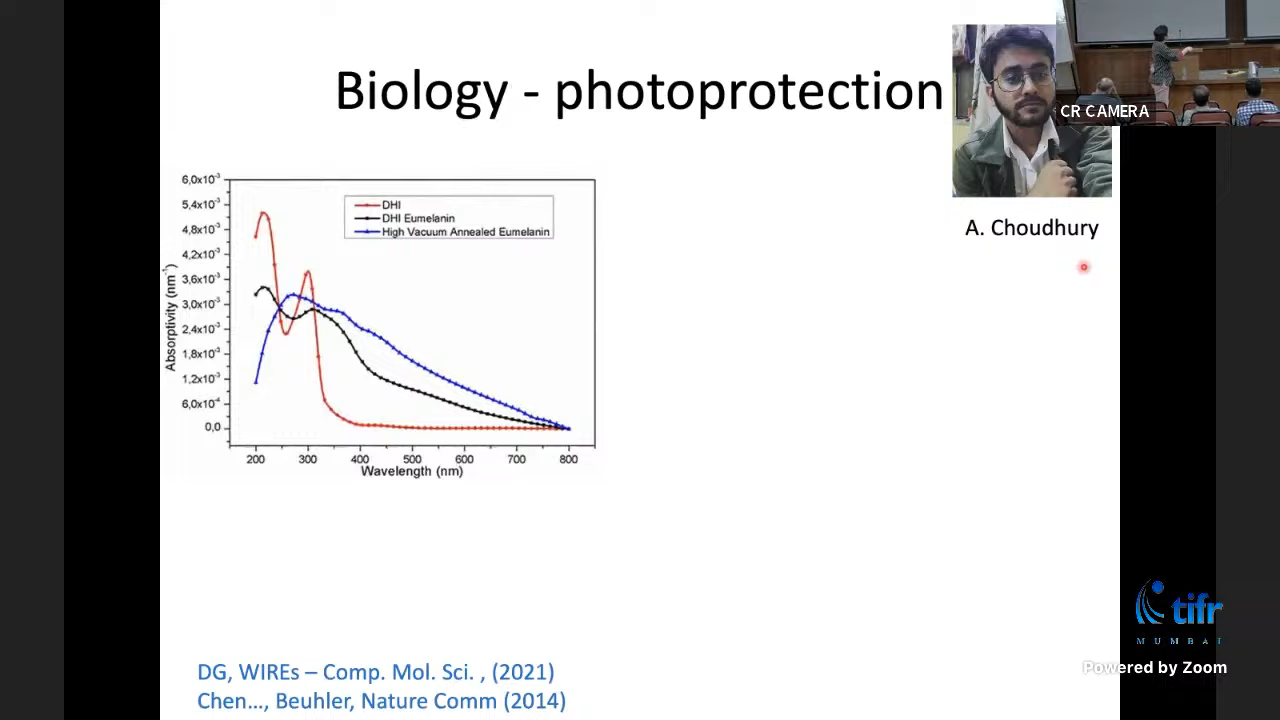 Biology - photoprotection
CR CAMERA
A. Choudhury
6,0x10⁻³
5,4x10⁻³
4,8x10⁻³
4,2x10⁻³
3,6x10⁻³
3,0x10⁻³
2,4x10⁻³
1,8x10⁻³
1,2x10⁻³
6,0x10⁻⁴
0,0
Absorptivity (nm⁻¹)
DHI
DHI Eumelanin
High Vacuum Annealed Eumelanin
200 300 400 500 600 700 800
Wavelength (nm)
DG, WIREs – Comp. Mol. Sci. , (2021)
Chen…, Beuhler, Nature Comm (2014)
tifr
MUMBAI
Powered by Zoom